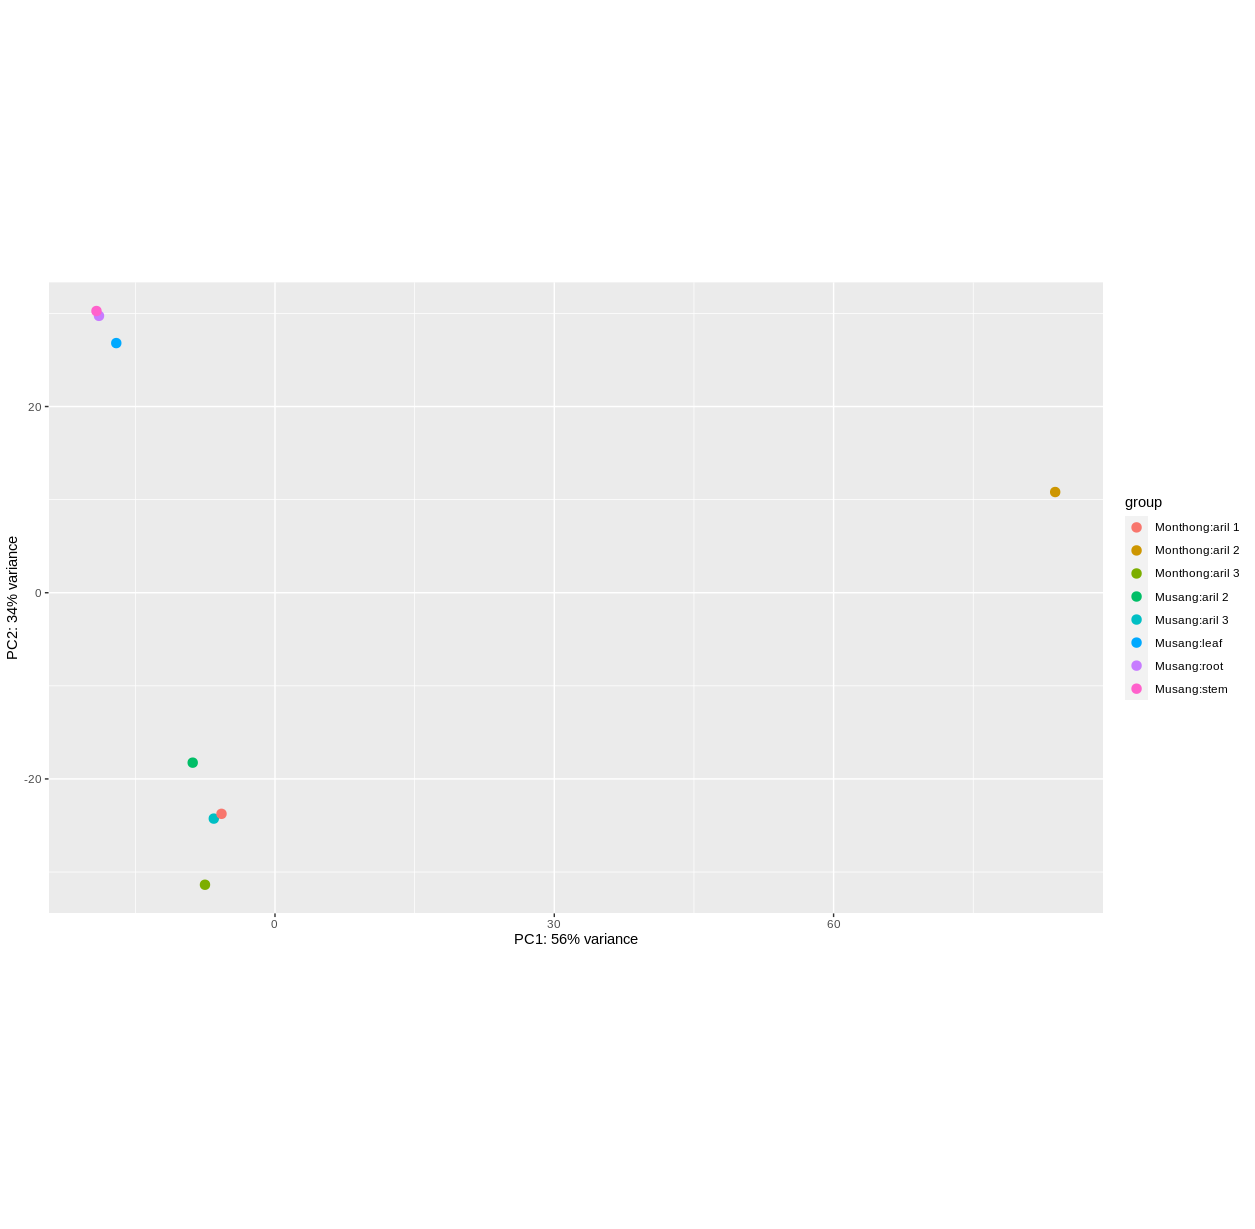 20
0
-20
PC2: 34% variance
0
30
60
PC1: 56% variance
group
Monthong:aril 1
Monthong:aril 2
Monthong:aril 3
Musang:aril 2
Musang:aril 3
Musang:leaf
Musang:root
Musang:stem